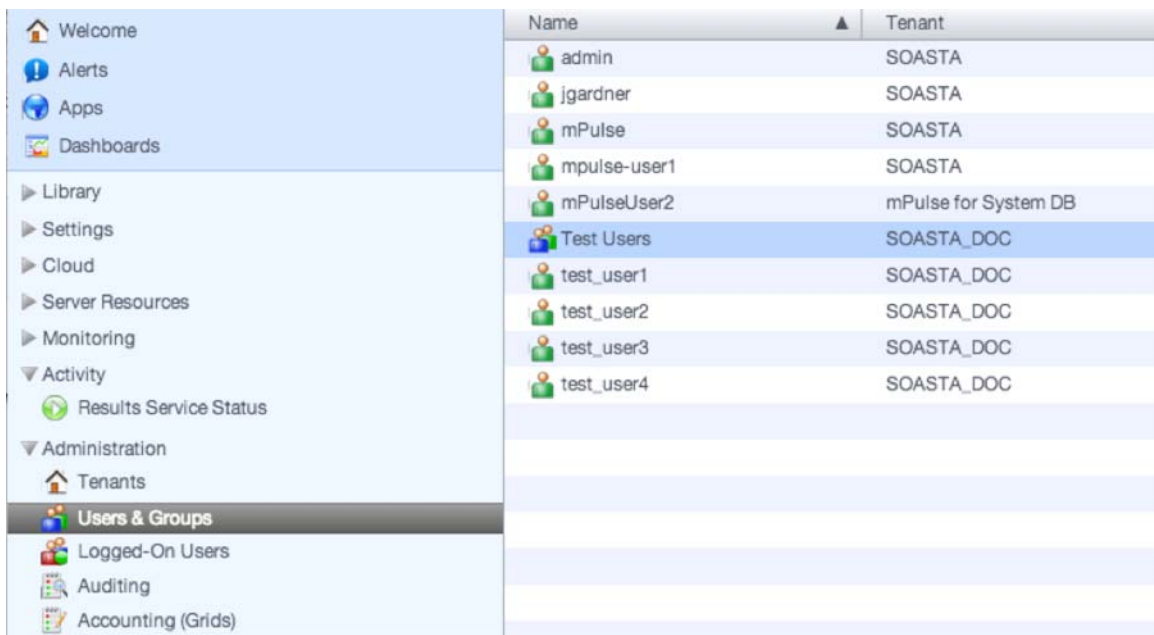 Welcome
Alerts
Apps
Dashboards
Library
Settings
Cloud
Server Resources
Monitoring
Activity
Results Service Status
Administration
Tenants
Users & Groups
Logged-On Users
Auditing
Accounting (Grids)
Name Tenant
admin SOASTA
jgardner SOASTA
mPulse SOASTA
mpulse-user1 SOASTA
mPulseUser2 mPulse for System DB
Test Users SOASTA_DOC
test_user1 SOASTA_DOC
test_user2 SOASTA_DOC
test_user3 SOASTA_DOC
test_user4 SOASTA_DOC